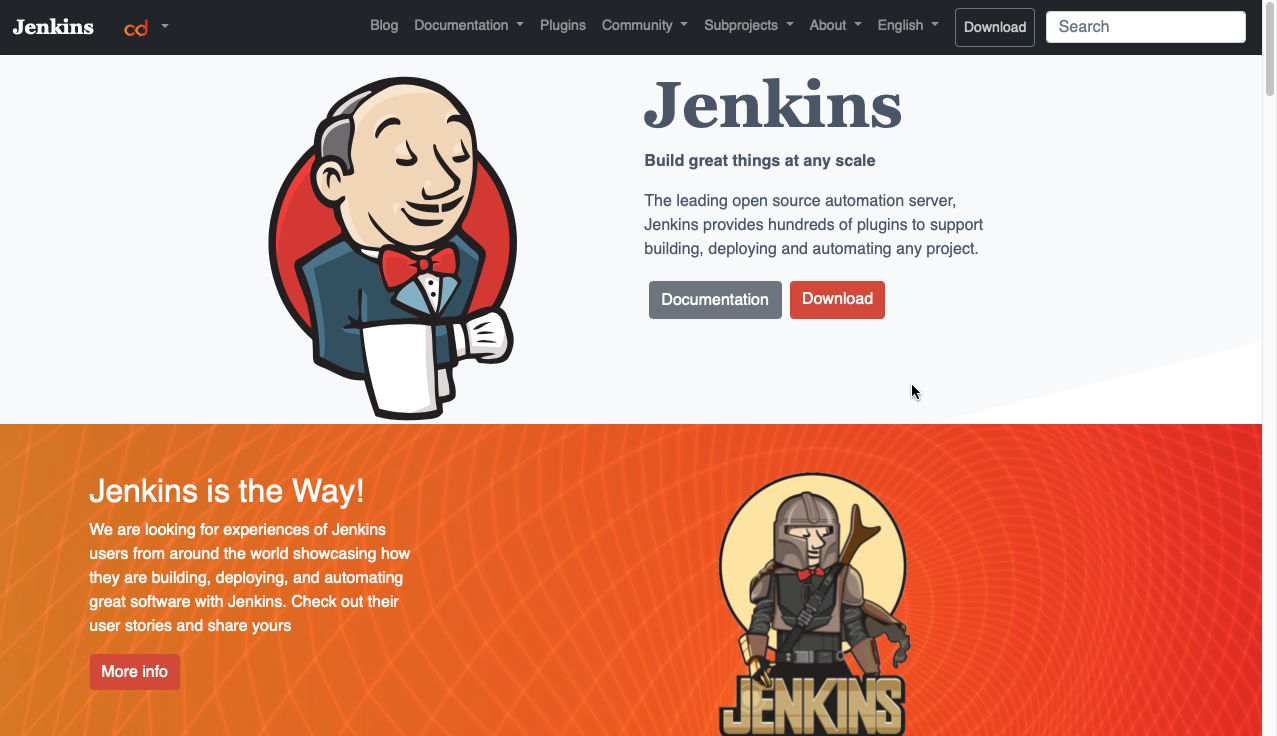 Jenkins
cd
Blog
Documentation
Plugins
Community
Subprojects
About
English
Download
Search
Jenkins
Build great things at any scale
The leading open source automation server,
Jenkins provides hundreds of plugins to support
building, deploying and automating any project.
Documentation
Download
Jenkins is the Way!
We are looking for experiences of Jenkins
users from around the world showcasing how
they are building, deploying, and automating
great software with Jenkins. Check out their
user stories and share yours
More info
JENKINS